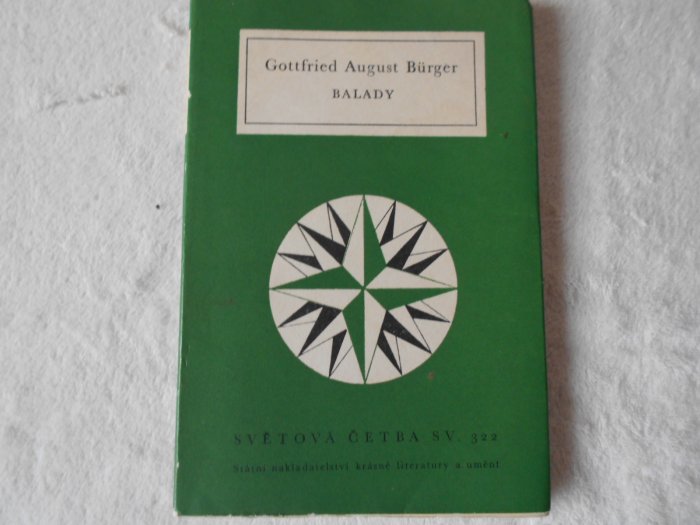 Gottfried August Bürger
BALADY
SVĚTOVÁ ČETBA SV. 322
Státní nakladatelství krásné literatury a umění